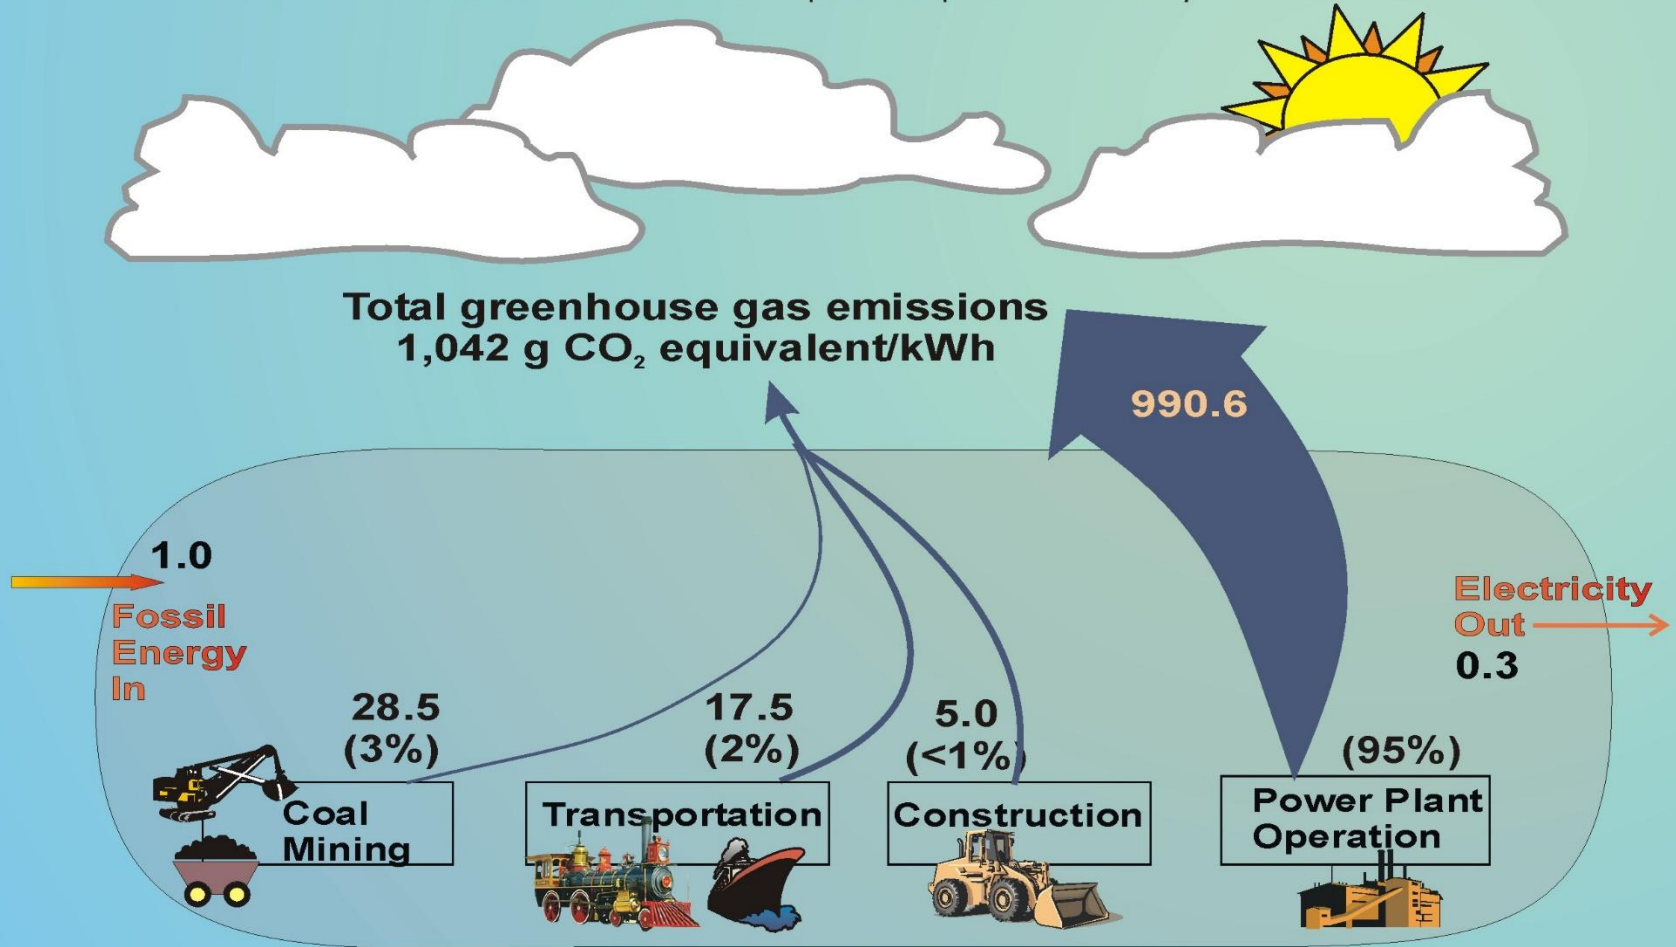 Total greenhouse gas emissions
1,042 g CO₂ equivalent/kWh
990.6
1.0
Fossil
Energy
In
Electricity
Out
0.3
28.5
(3%)
17.5
(2%)
5.0
(<1%)
(95%)
Coal
Mining
Transportation
Construction
Power Plant
Operation